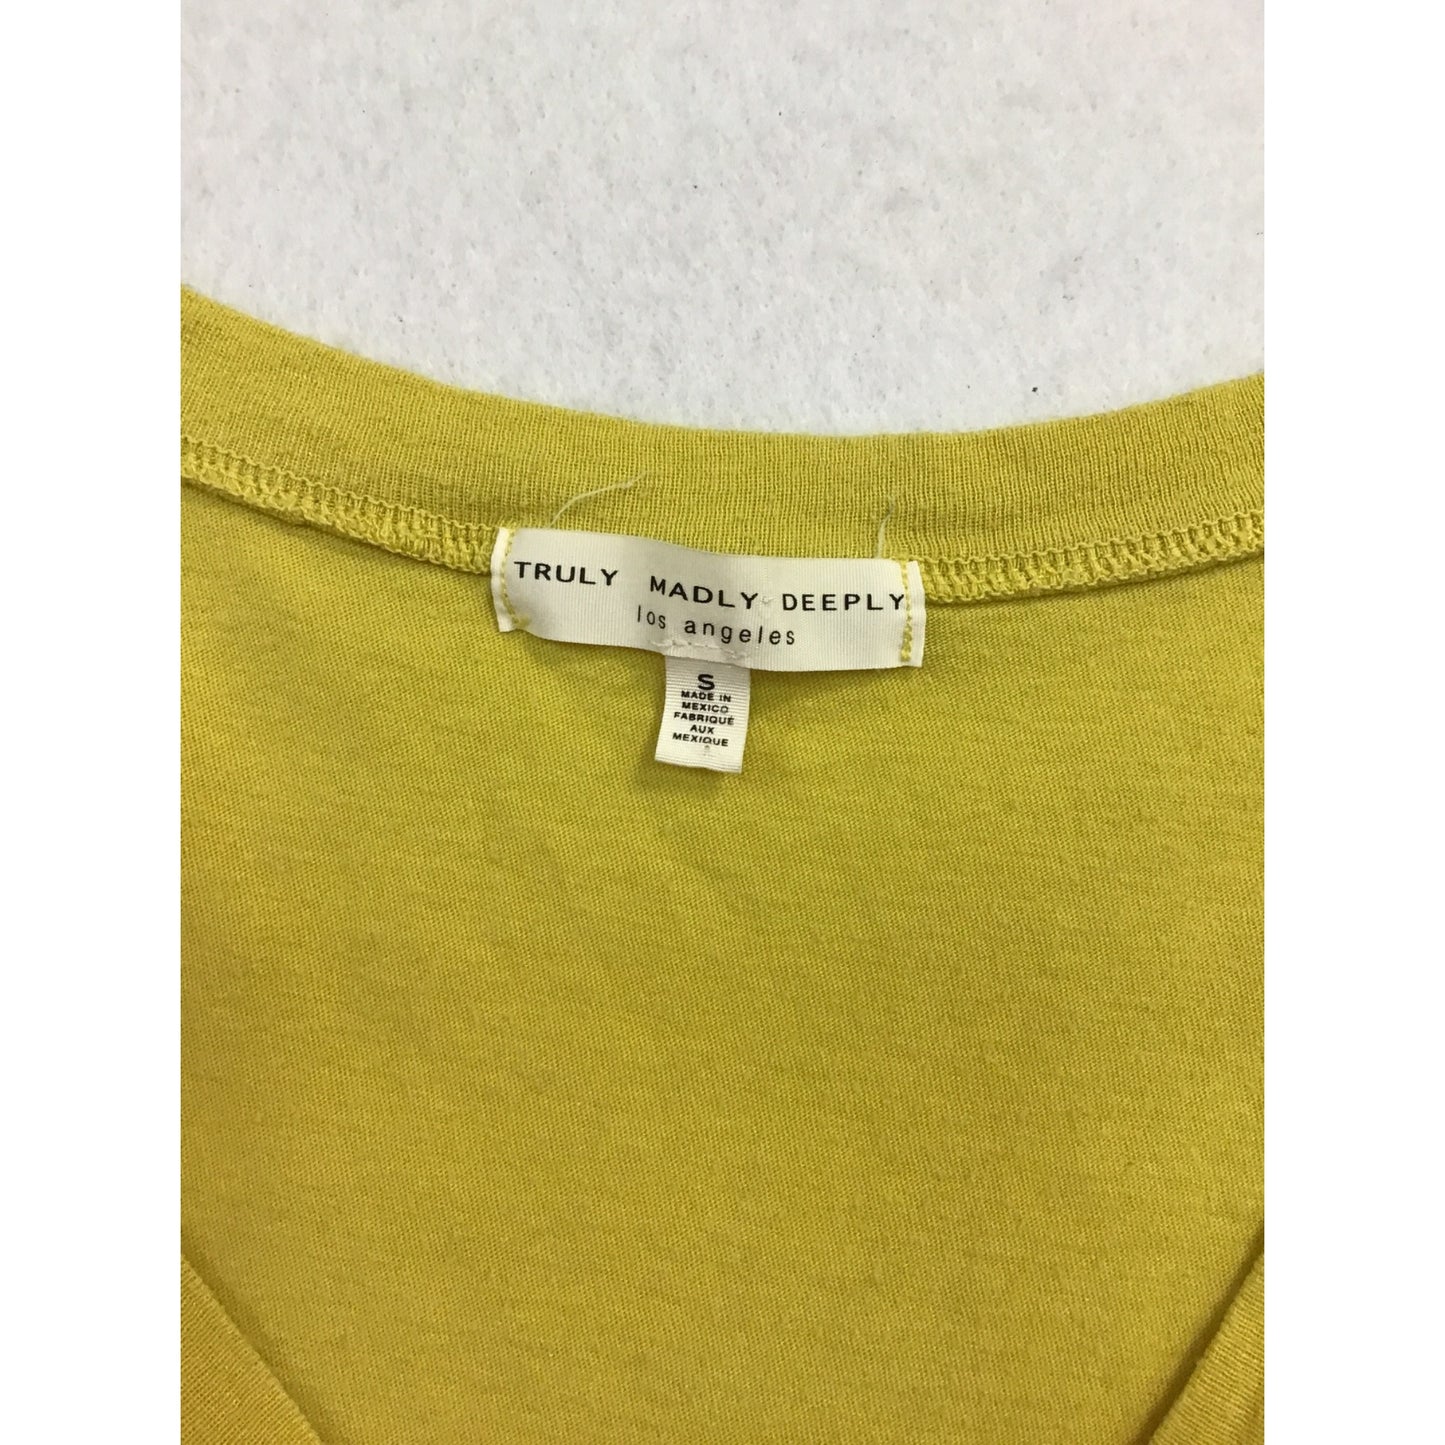 TRULY MADLY DEEPLY
los angeles
S
MADE IN
MEXICO
FABRIQUÉ
AUX
MEXIQUE